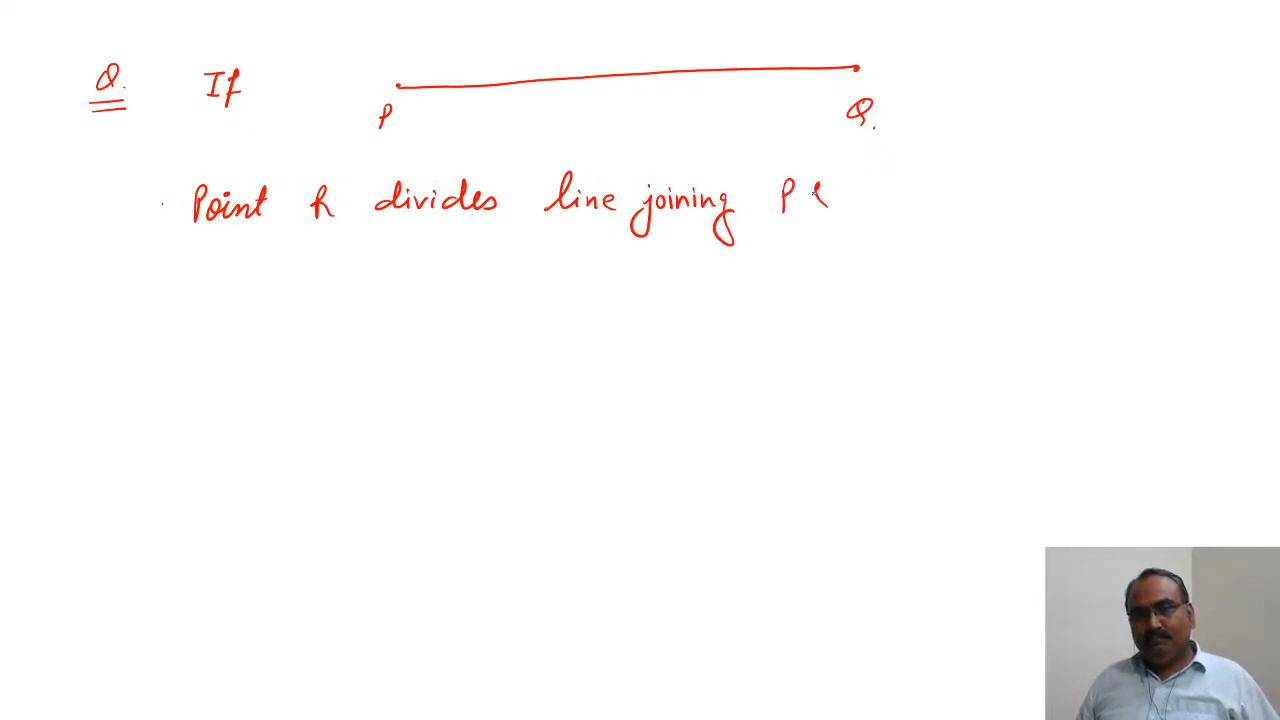 Q. If
P Q.
Point R divides line joining P